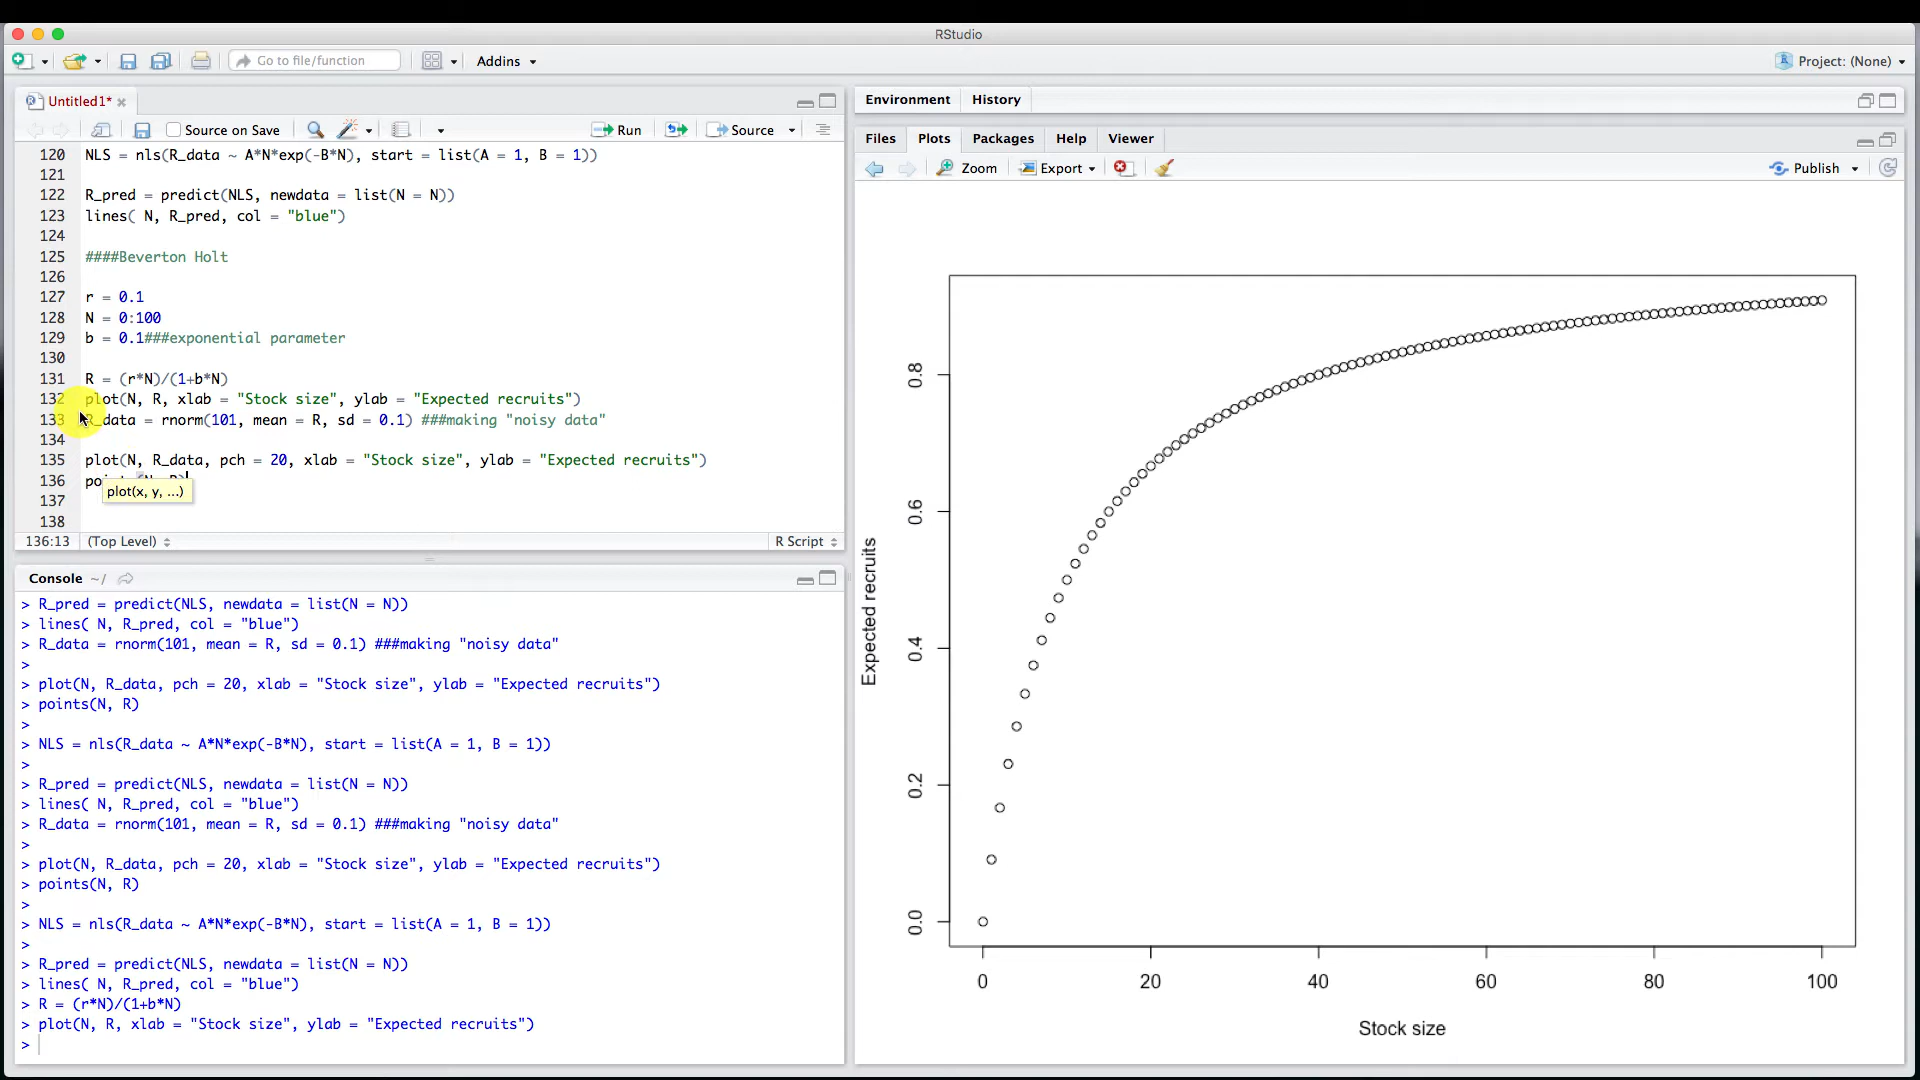 RStudio
Go to file/function
Addins
Project: (None)
Untitled1*
Source on Save
Run
Source
120 NLS = nls(R_data ~ A*N*exp(-B*N), start = list(A = 1, B = 1))
121
122 R_pred = predict(NLS, newdata = list(N = N))
123 lines( N, R_pred, col = "blue")
124
125 ####Beverton Holt
126
127 r = 0.1
128 N = 0:100
129 b = 0.1###exponential parameter
130
131 R = (r*N)/(1+b*N)
132 plot(N, R, xlab = "Stock size", ylab = "Expected recruits")
133 R_data = rnorm(101, mean = R, sd = 0.1) ###making "noisy data"
134
135 plot(N, R_data, pch = 20, xlab = "Stock size", ylab = "Expected recruits")
136
plot(x, y, ...)
137
138
136:13 (Top Level) R Script
Console ~/
> R_pred = predict(NLS, newdata = list(N = N))
> lines( N, R_pred, col = "blue")
> R_data = rnorm(101, mean = R, sd = 0.1) ###making "noisy data"
>
> plot(N, R_data, pch = 20, xlab = "Stock size", ylab = "Expected recruits")
> points(N, R)
>
> NLS = nls(R_data ~ A*N*exp(-B*N), start = list(A = 1, B = 1))
>
> R_pred = predict(NLS, newdata = list(N = N))
> lines( N, R_pred, col = "blue")
> R_data = rnorm(101, mean = R, sd = 0.1) ###making "noisy data"
>
> plot(N, R_data, pch = 20, xlab = "Stock size", ylab = "Expected recruits")
> points(N, R)
>
> NLS = nls(R_data ~ A*N*exp(-B*N), start = list(A = 1, B = 1))
>
> R_pred = predict(NLS, newdata = list(N = N))
> lines( N, R_pred, col = "blue")
> R = (r*N)/(1+b*N)
> plot(N, R, xlab = "Stock size", ylab = "Expected recruits")
>
Environment History
Files Plots Packages Help Viewer
Zoom Export Publish
Expected recruits
0.8
0.6
0.4
0.2
0.0
0 20 40 60 80 100
Stock size